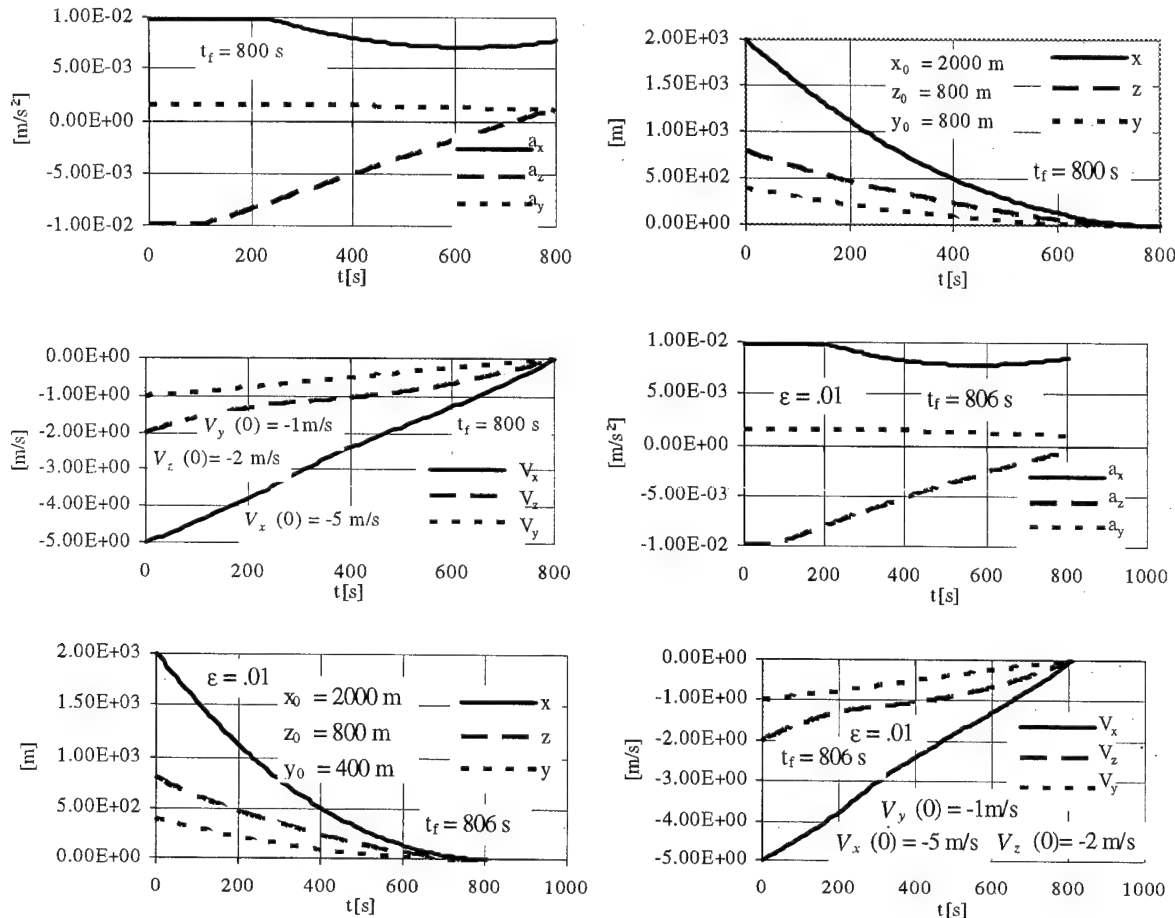 1.00E-02
5.00E-03
0.00E+00
-5.00E-03
-1.00E-02
[m/s²]
t_f = 800 s
a_x
a_z
a_y
0 200 400 600 800
t[s]
2.00E+03
1.50E+03
1.00E+03
5.00E+02
0.00E+00
[m]
x_0 = 2000 m
z_0 = 800 m
y_0 = 800 m
x
z
y
t_f = 800 s
0 200 400 600 800
t[s]
0.00E+00
-1.00E+00
-2.00E+00
-3.00E+00
-4.00E+00
-5.00E+00
[m/s]
V_y (0) = -1m/s
t_f = 800 s
V_z (0)= -2 m/s
V_x (0) = -5 m/s
V_x
V_z
V_y
0 200 400 600 800
t[s]
1.00E-02
5.00E-03
0.00E+00
-5.00E-03
-1.00E-02
[m/s²]
ε = .01
t_f = 806 s
a_x
a_z
a_y
0 200 400 600 800 1000
t[s]
2.00E+03
1.50E+03
1.00E+03
5.00E+02
0.00E+00
[m]
ε = .01
x_0 = 2000 m
z_0 = 800 m
y_0 = 400 m
x
z
y
t_f = 806 s
0 200 400 600 800 1000
t[s]
0.00E+00
-1.00E+00
-2.00E+00
-3.00E+00
-4.00E+00
-5.00E+00
[m/s]
ε = .01
t_f = 806 s
V_x
V_z
V_y
V_y (0) = -1m/s
V_x (0) = -5 m/s V_z (0)= -2 m/s
0 200 400 600 800 1000
t[s]